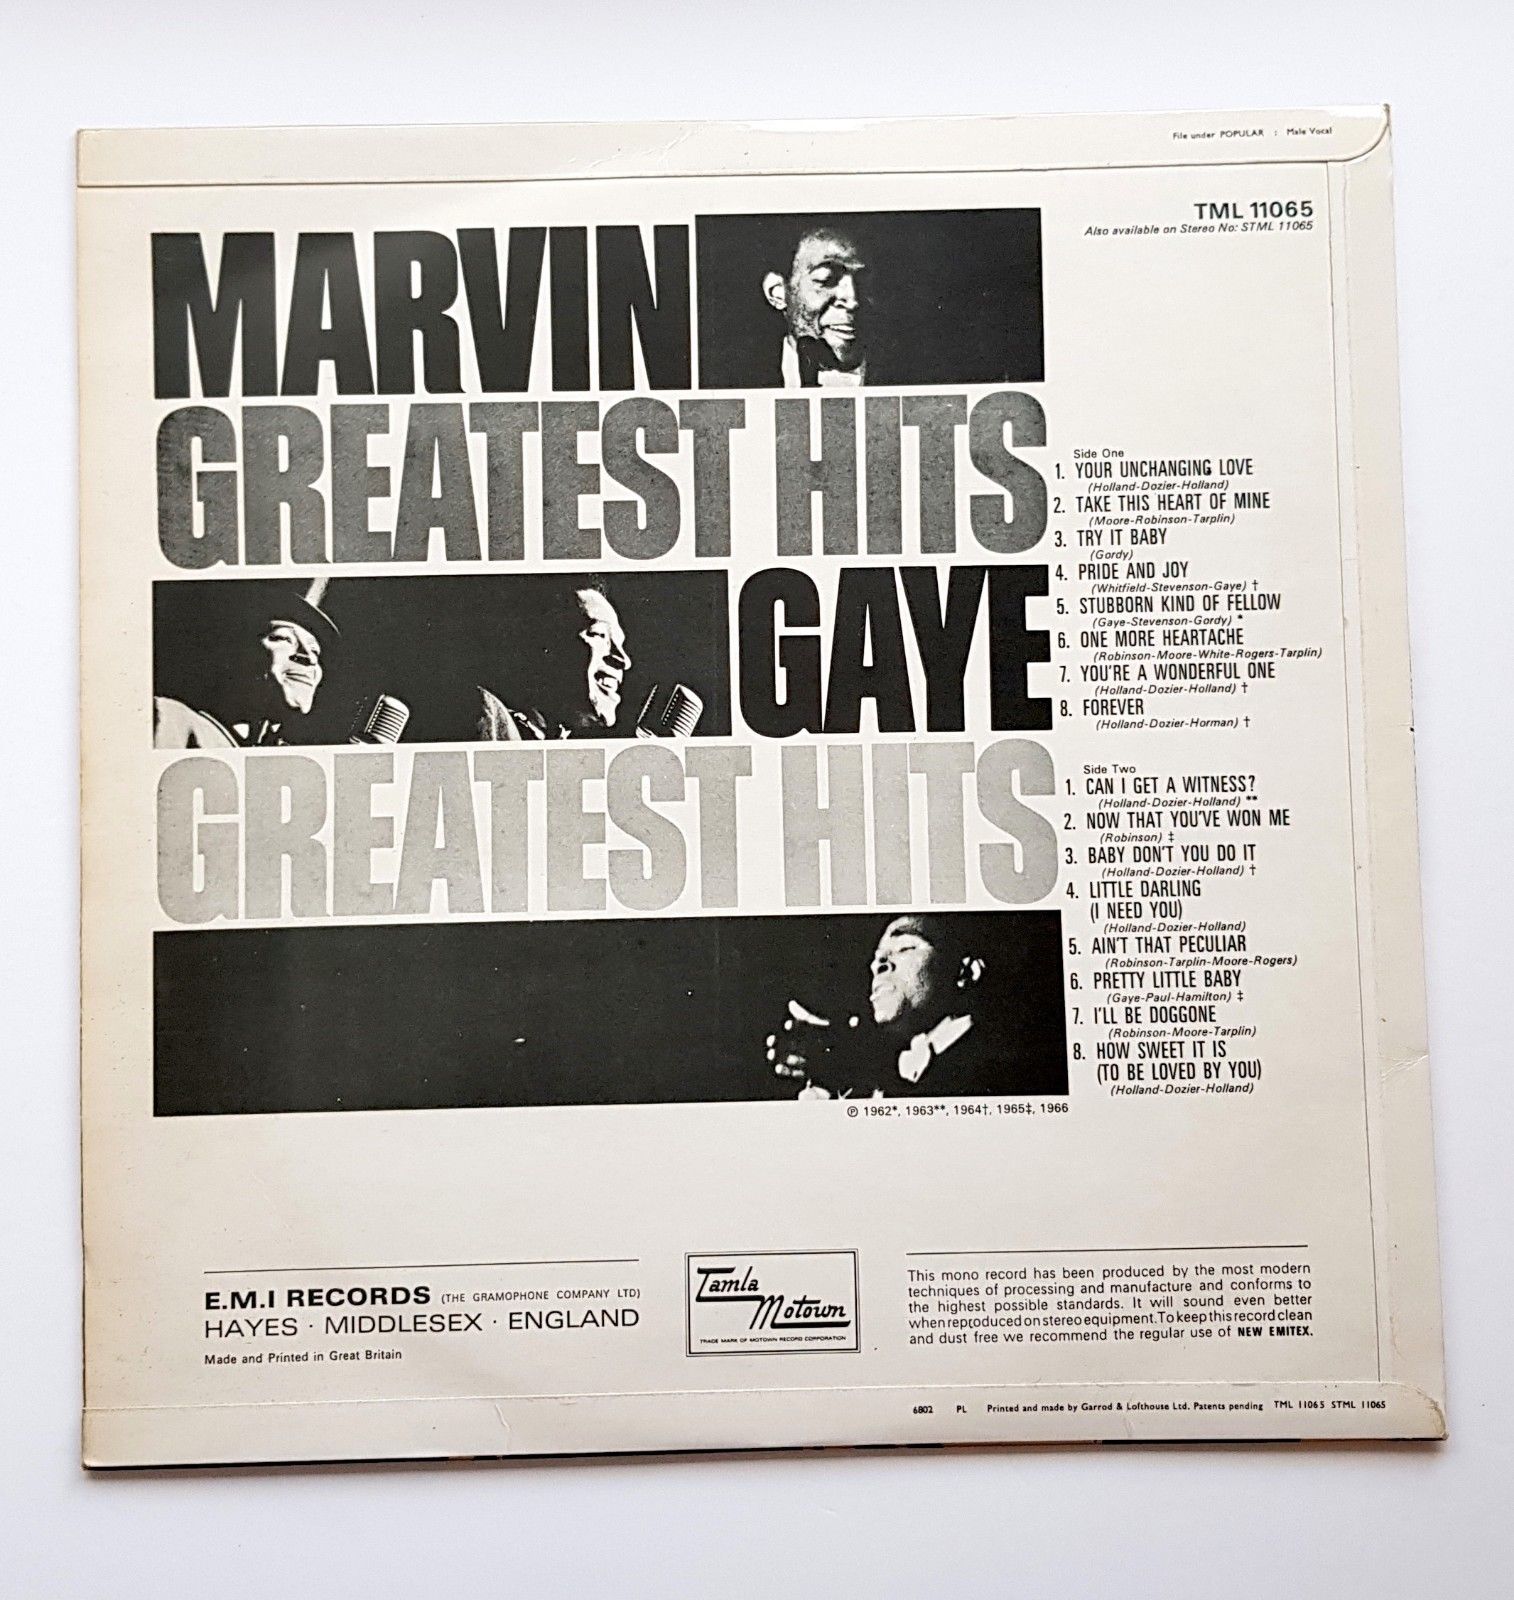 File under POPULAR : Male Vocal
TML 11065
Also available on Stereo No: STML 11065
MARVIN
GREATEST HITS
GAYE
GREATEST HITS
Side One
1. YOUR UNCHANGING LOVE
(Holland-Dozier-Holland)
2. TAKE THIS HEART OF MINE
(Moore-Robinson-Tarplin)
3. TRY IT BABY
(Gordy)
4. PRIDE AND JOY
(Whitfield-Stevenson-Gaye) †
5. STUBBORN KIND OF FELLOW
(Gaye-Stevenson-Gordy) *
6. ONE MORE HEARTACHE
(Robinson-Moore-White-Rogers-Tarplin)
7. YOU'RE A WONDERFUL ONE
(Holland-Dozier-Holland) †
8. FOREVER
(Holland-Dozier-Horman) †
Side Two
1. CAN I GET A WITNESS?
(Holland-Dozier-Holland) **
2. NOW THAT YOU'VE WON ME
(Robinson) ‡
3. BABY DON'T YOU DO IT
(Holland-Dozier-Holland) †
4. LITTLE DARLING
(I NEED YOU)
(Holland-Dozier-Holland)
5. AIN'T THAT PECULIAR
(Robinson-Tarplin-Moore-Rogers)
6. PRETTY LITTLE BABY
(Gaye-Paul-Hamilton) ‡
7. I'LL BE DOGGONE
(Robinson-Moore-Tarplin)
8. HOW SWEET IT IS
(TO BE LOVED BY YOU)
(Holland-Dozier-Holland)
℗ 1962*, 1963**, 1964†, 1965‡, 1966
E.M.I RECORDS (THE GRAMOPHONE COMPANY LTD)
HAYES · MIDDLESEX · ENGLAND
Made and Printed in Great Britain
Tamla
Motown
TRADE MARK OF MOTOWN RECORD CORPORATION
This mono record has been produced by the most modern
techniques of processing and manufacture and conforms to
the highest possible standards. It will sound even better
when reproduced on stereo equipment. To keep this record clean
and dust free we recommend the regular use of NEW EMITEX.
6802 PL Printed and made by Garrod & Lofthouse Ltd. Patents pending TML 11065 STML 11065